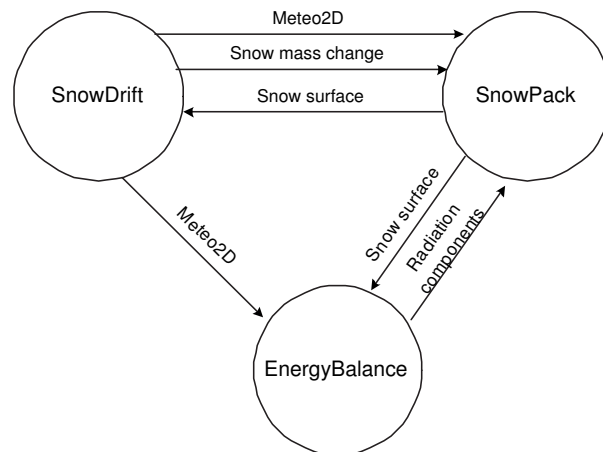 Meteo2D
Snow mass change
SnowDrift
SnowPack
Snow surface
Meteo2D
Snow surface
Radiation
components
EnergyBalance